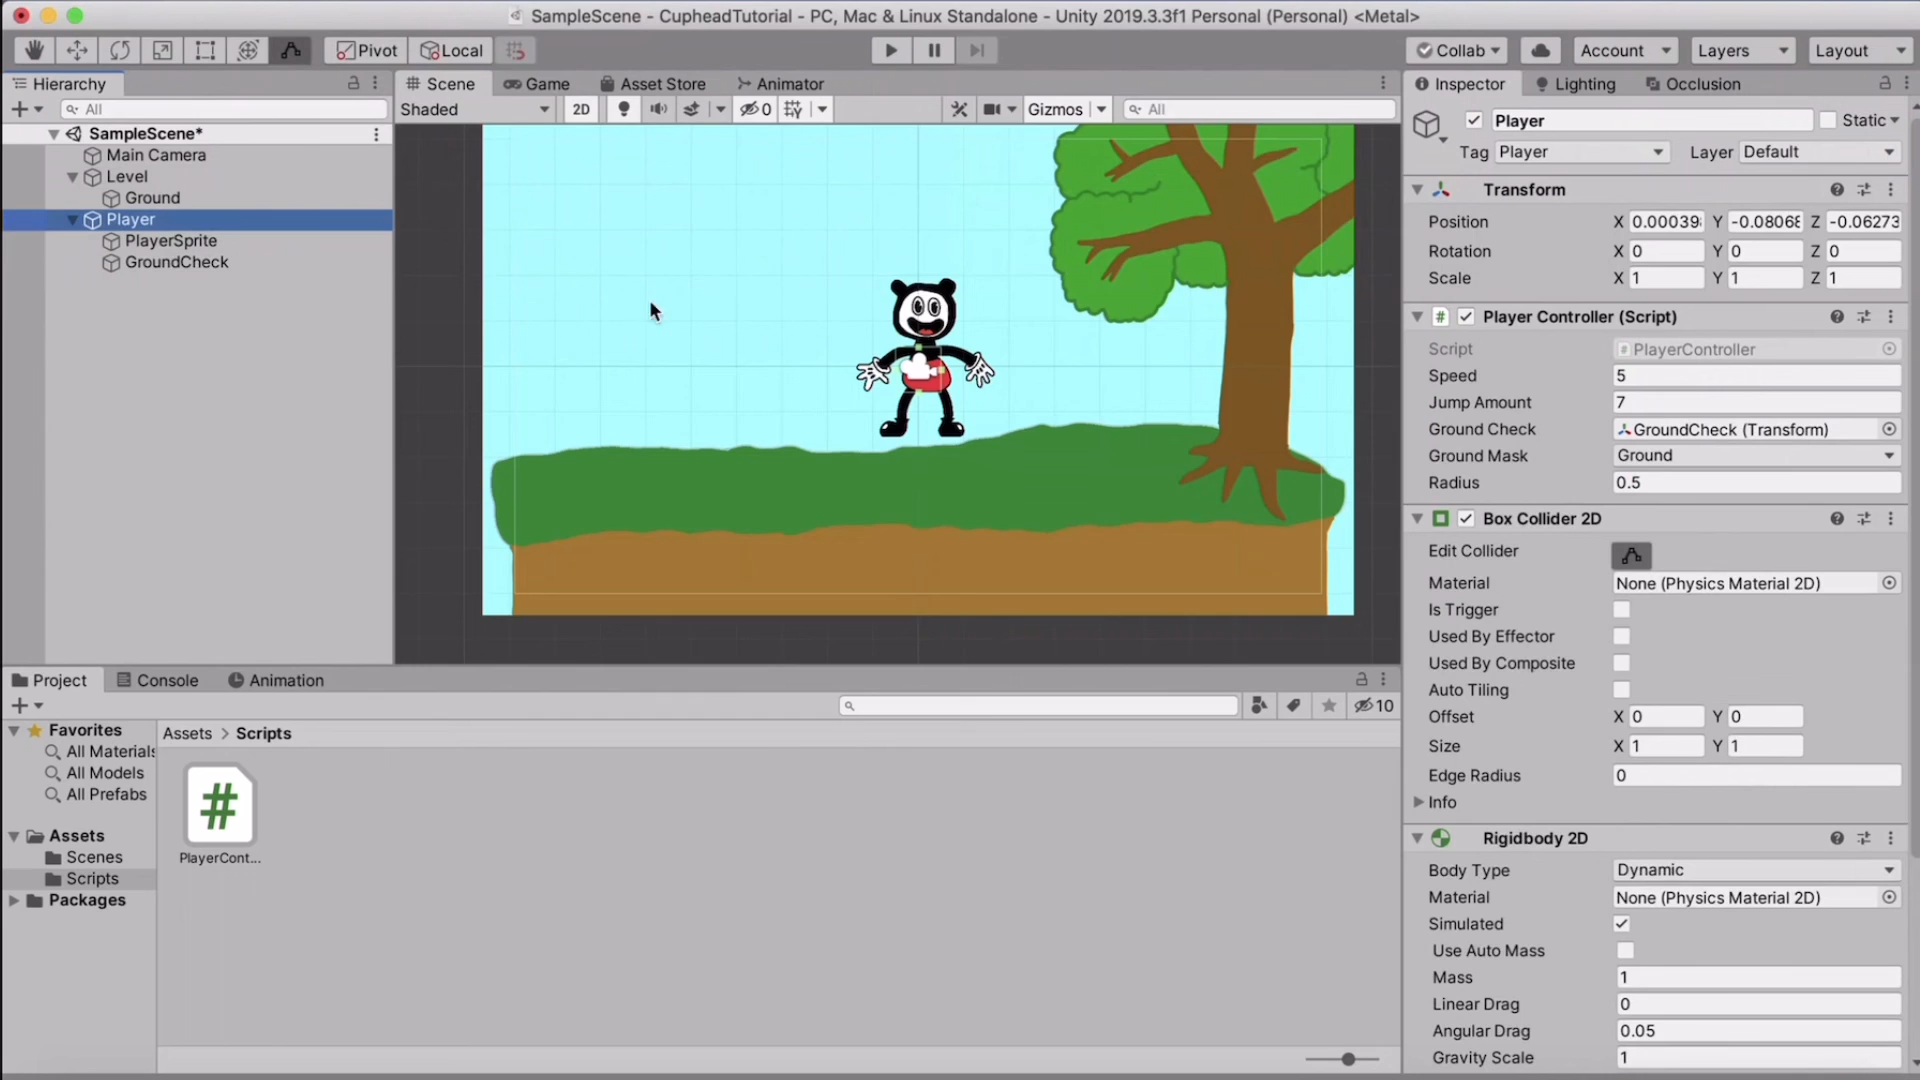 SampleScene - CupheadTutorial - PC, Mac & Linux Standalone - Unity 2019.3.3f1 Personal (Personal) <Metal>
Pivot Local Collab Account Layers Layout
Hierarchy
All
SampleScene*
Main Camera
Level
Ground
Player
PlayerSprite
GroundCheck
Scene Game Asset Store Animator
Shaded 2D 0 Gizmos All
Inspector Lighting Occlusion
Player Static
Tag Player Layer Default
Transform
Position X 0.00039 Y -0.0806 Z -0.06273
Rotation X 0 Y 0 Z 0
Scale X 1 Y 1 Z 1
# Player Controller (Script)
Script PlayerController
Speed 5
Jump Amount 7
Ground Check GroundCheck (Transform)
Ground Mask Ground
Radius 0.5
Box Collider 2D
Edit Collider
Material None (Physics Material 2D)
Is Trigger
Used By Effector
Used By Composite
Auto Tiling
Offset X 0 Y 0
Size X 1 Y 1
Edge Radius 0
Info
Rigidbody 2D
Body Type Dynamic
Material None (Physics Material 2D)
Simulated
Use Auto Mass
Mass 1
Linear Drag 0
Angular Drag 0.05
Gravity Scale 1
Project Console Animation
10
Favorites
All Materials
All Models
All Prefabs
Assets
Scenes
Scripts
Packages
Assets > Scripts
#
PlayerCont...